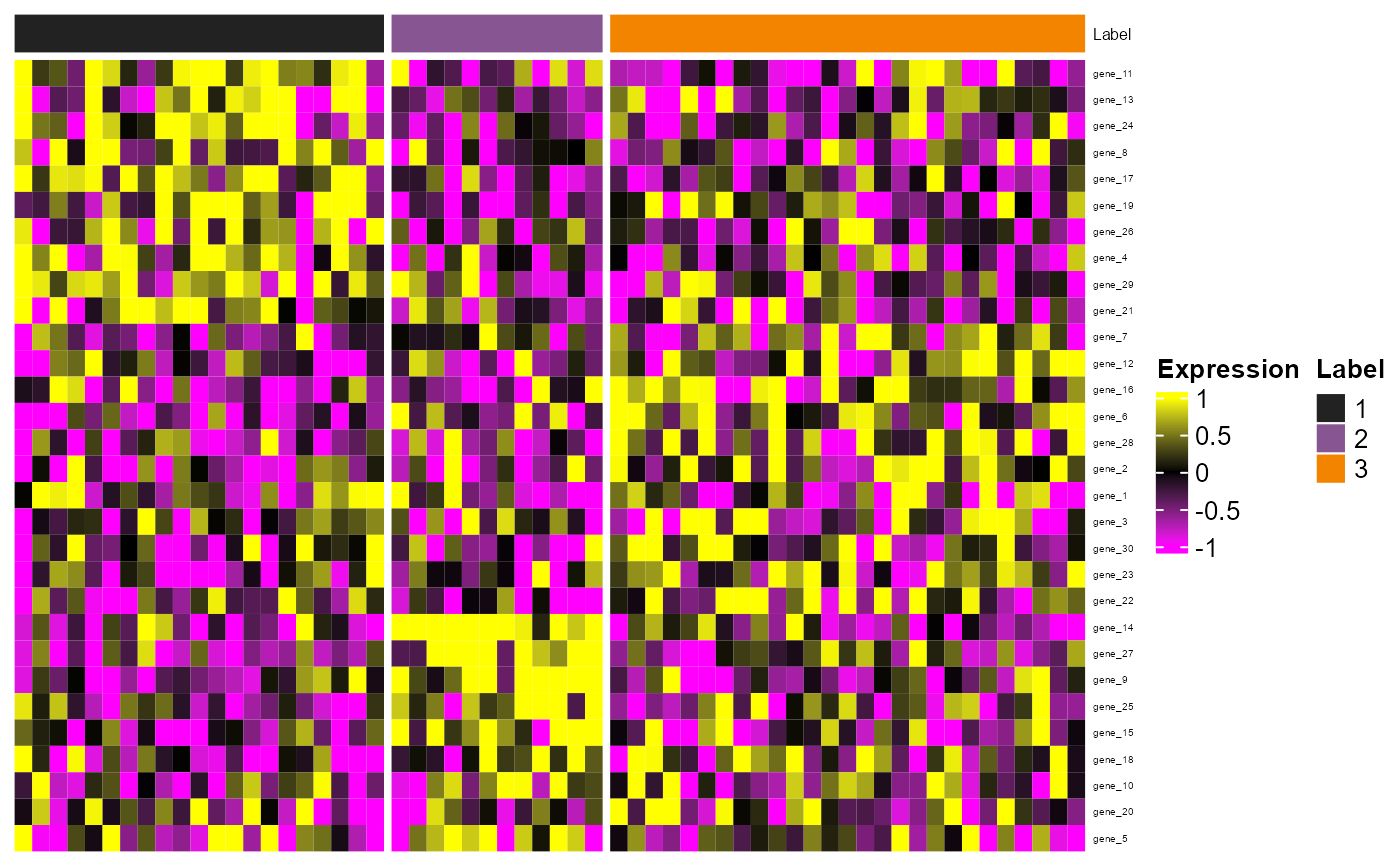 Label
gene_11
gene_13
gene_24
gene_8
gene_17
gene_19
gene_26
gene_4
gene_29
gene_21
gene_7
gene_12
gene_16
gene_6
gene_28
gene_2
gene_1
gene_3
gene_30
gene_23
gene_22
gene_14
gene_27
gene_9
gene_25
gene_15
gene_18
gene_10
gene_20
gene_5
Expression
1
0.5
0
-0.5
-1
Label
1
2
3